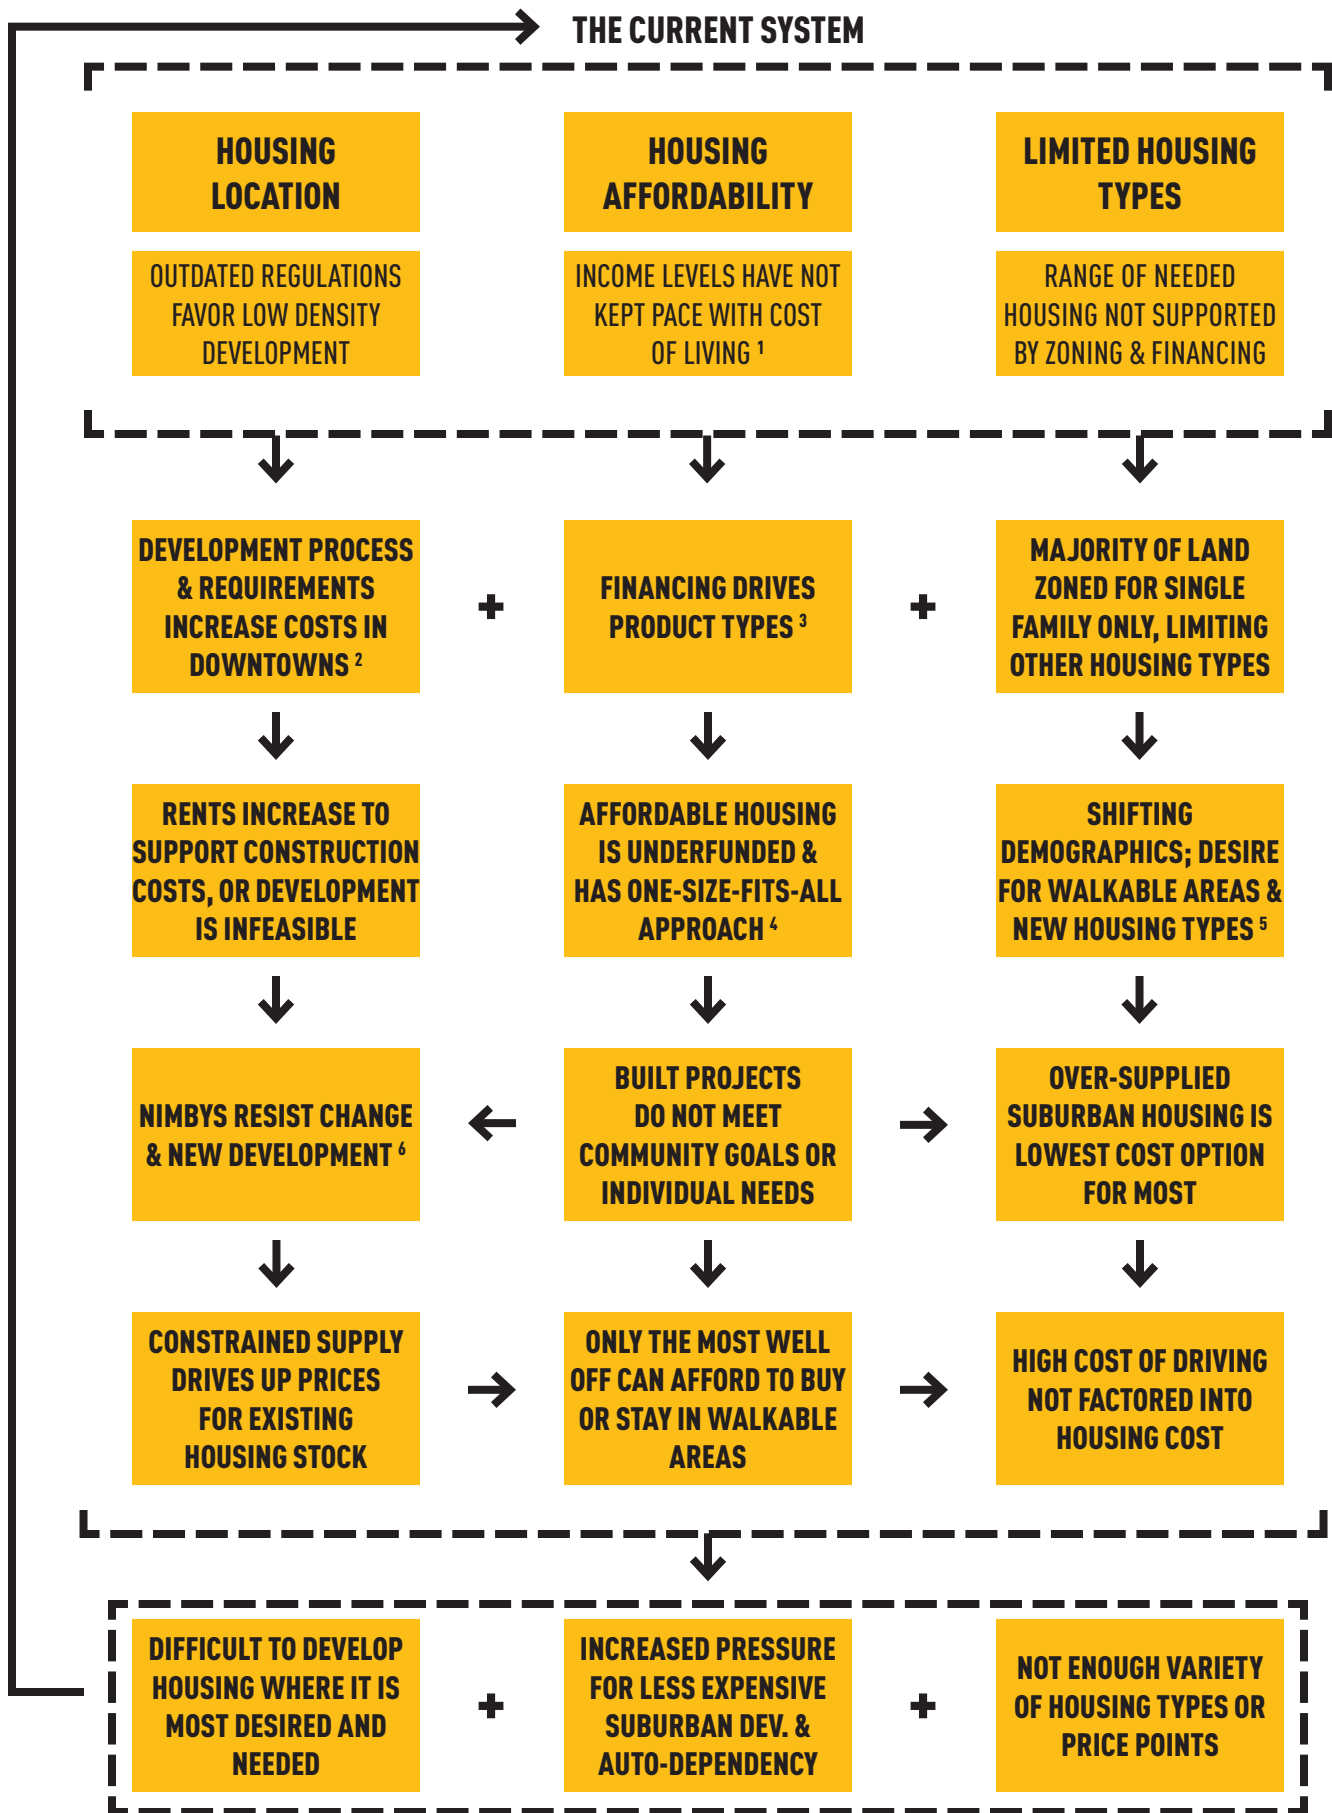 THE CURRENT SYSTEM
HOUSING
LOCATION
HOUSING
AFFORDABILITY
LIMITED HOUSING
TYPES
OUTDATED REGULATIONS
FAVOR LOW DENSITY
DEVELOPMENT
INCOME LEVELS HAVE NOT
KEPT PACE WITH COST
OF LIVING 1
RANGE OF NEEDED
HOUSING NOT SUPPORTED
BY ZONING & FINANCING
DEVELOPMENT PROCESS
& REQUIREMENTS
INCREASE COSTS IN
DOWNTOWNS 2
FINANCING DRIVES
PRODUCT TYPES 3
MAJORITY OF LAND
ZONED FOR SINGLE
FAMILY ONLY, LIMITING
OTHER HOUSING TYPES
RENTS INCREASE TO
SUPPORT CONSTRUCTION
COSTS, OR DEVELOPMENT
IS INFEASIBLE
AFFORDABLE HOUSING
IS UNDERFUNDED &
HAS ONE-SIZE-FITS-ALL
APPROACH 4
SHIFTING
DEMOGRAPHICS; DESIRE
FOR WALKABLE AREAS &
NEW HOUSING TYPES 5
NIMBYS RESIST CHANGE
& NEW DEVELOPMENT 6
BUILT PROJECTS
DO NOT MEET
COMMUNITY GOALS OR
INDIVIDUAL NEEDS
OVER-SUPPLIED
SUBURBAN HOUSING IS
LOWEST COST OPTION
FOR MOST
CONSTRAINED SUPPLY
DRIVES UP PRICES
FOR EXISTING
HOUSING STOCK
ONLY THE MOST WELL
OFF CAN AFFORD TO BUY
OR STAY IN WALKABLE
AREAS
HIGH COST OF DRIVING
NOT FACTORED INTO
HOUSING COST
DIFFICULT TO DEVELOP
HOUSING WHERE IT IS
MOST DESIRED AND
NEEDED
INCREASED PRESSURE
FOR LESS EXPENSIVE
SUBURBAN DEV. &
AUTO-DEPENDENCY
NOT ENOUGH VARIETY
OF HOUSING TYPES OR
PRICE POINTS